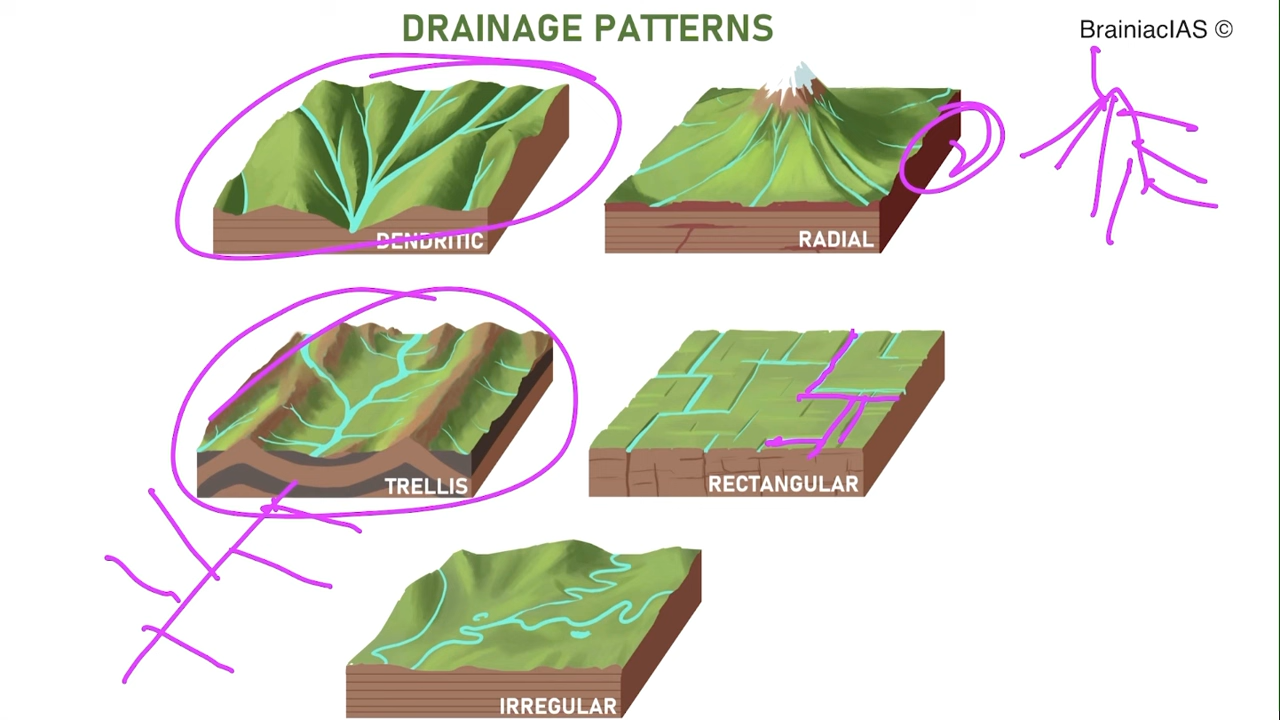 DRAINAGE PATTERNS
BrainiacIAS ©
DENDRITIC
RADIAL
TRELLIS
RECTANGULAR
IRREGULAR